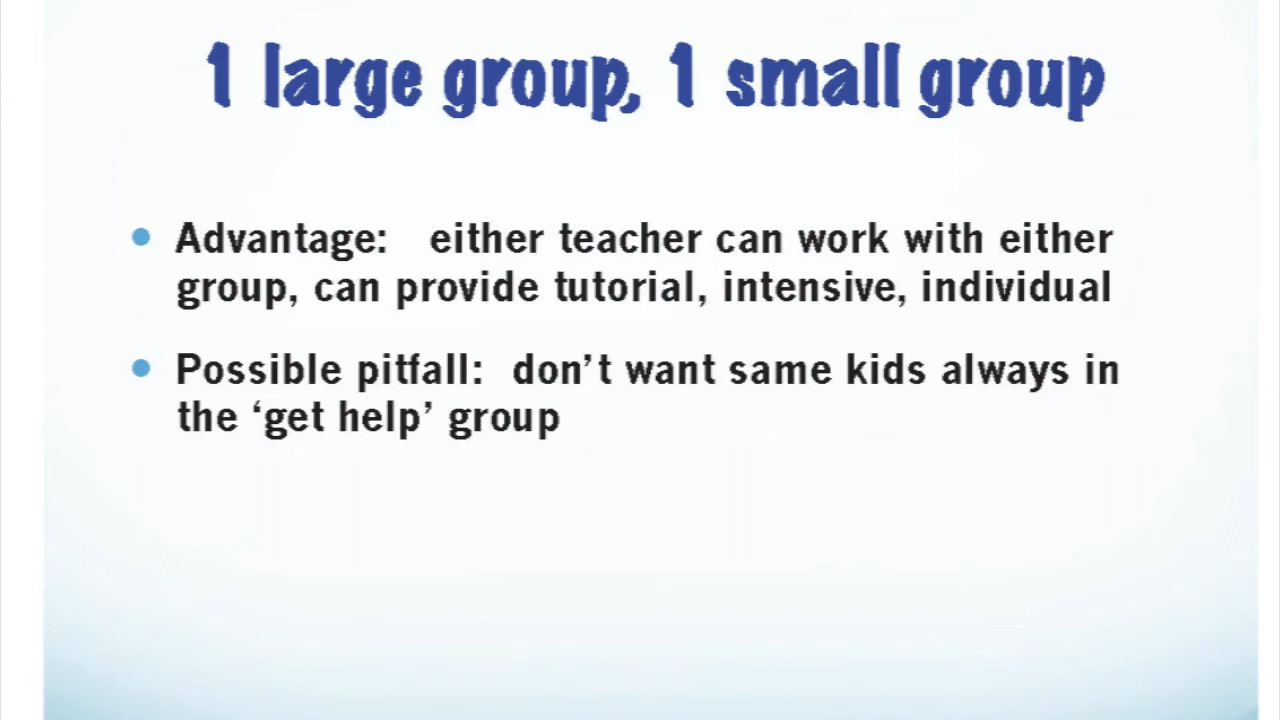 1 large group, 1 small group
Advantage: either teacher can work with either
group, can provide tutorial, intensive, individual
Possible pitfall: don’t want same kids always in
the ‘get help’ group